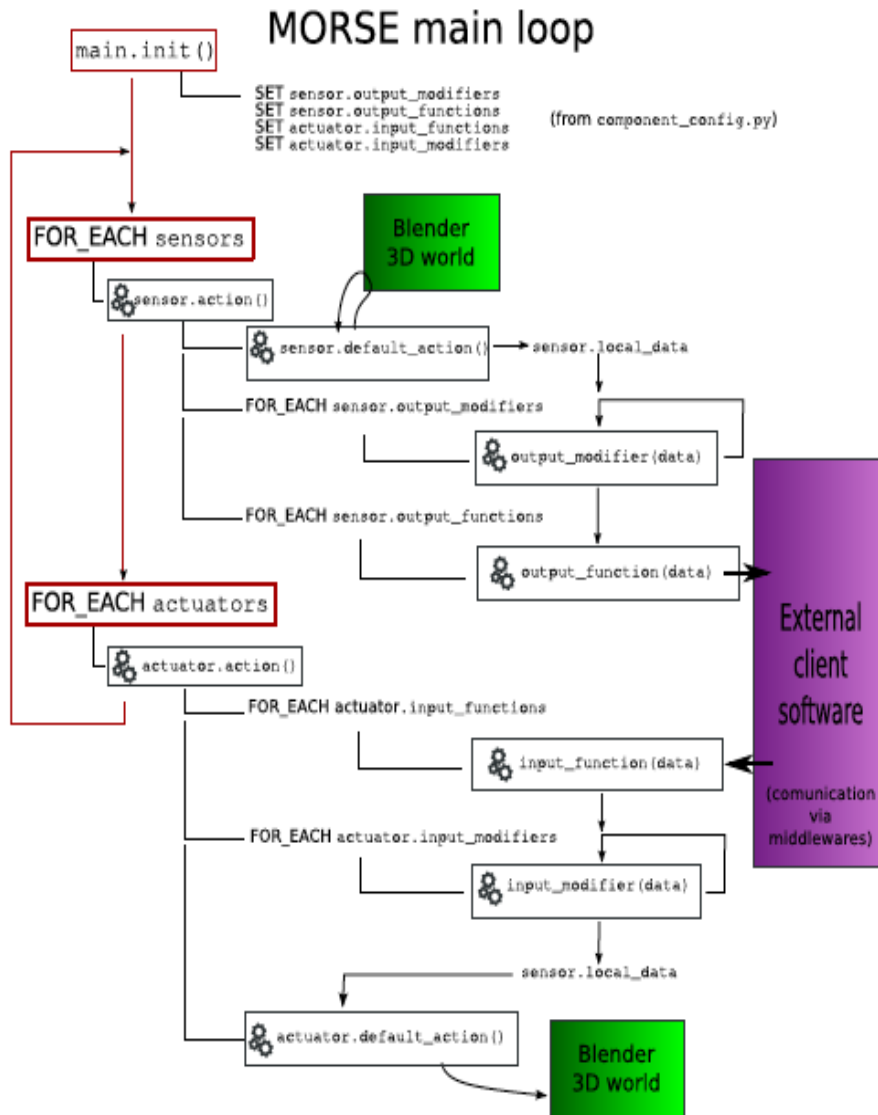 MORSE main loop
main.init()
SET sensor.output_modifiers
SET sensor.output_functions
SET actuator.input_functions
SET actuator.input_modifiers
(from component_config.py)
FOR_EACH sensors
Blender
3D world
sensor.action()
sensor.default_action()
sensor.local_data
FOR_EACH sensor.output_modifiers
output_modifier(data)
FOR_EACH sensor.output_functions
output_function(data)
FOR_EACH actuators
External
client
software
(comunication
via
middlewares)
actuator.action()
FOR_EACH actuator.input_functions
input_function(data)
FOR_EACH actuator.input_modifiers
input_modifier(data)
sensor.local_data
actuator.default_action()
Blender
3D world